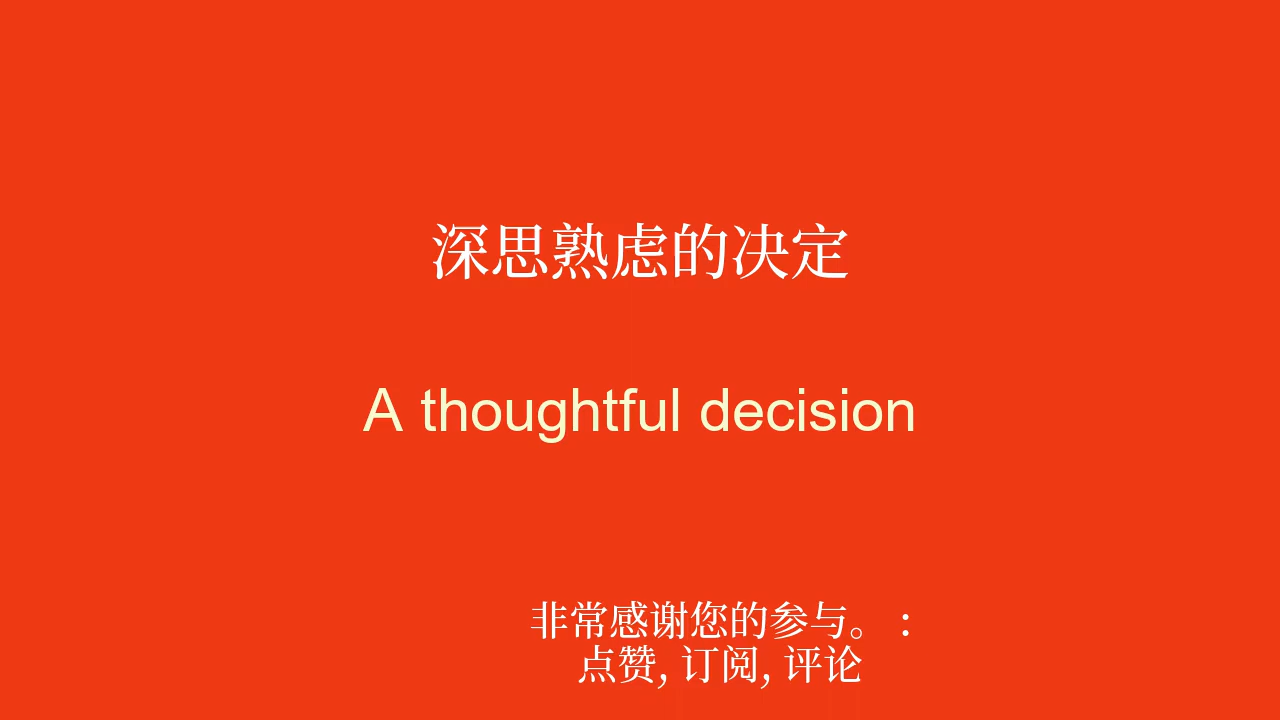 深思熟虑的决定
A thoughtful decision
非常感谢您的参与。 :
点赞, 订阅, 评论